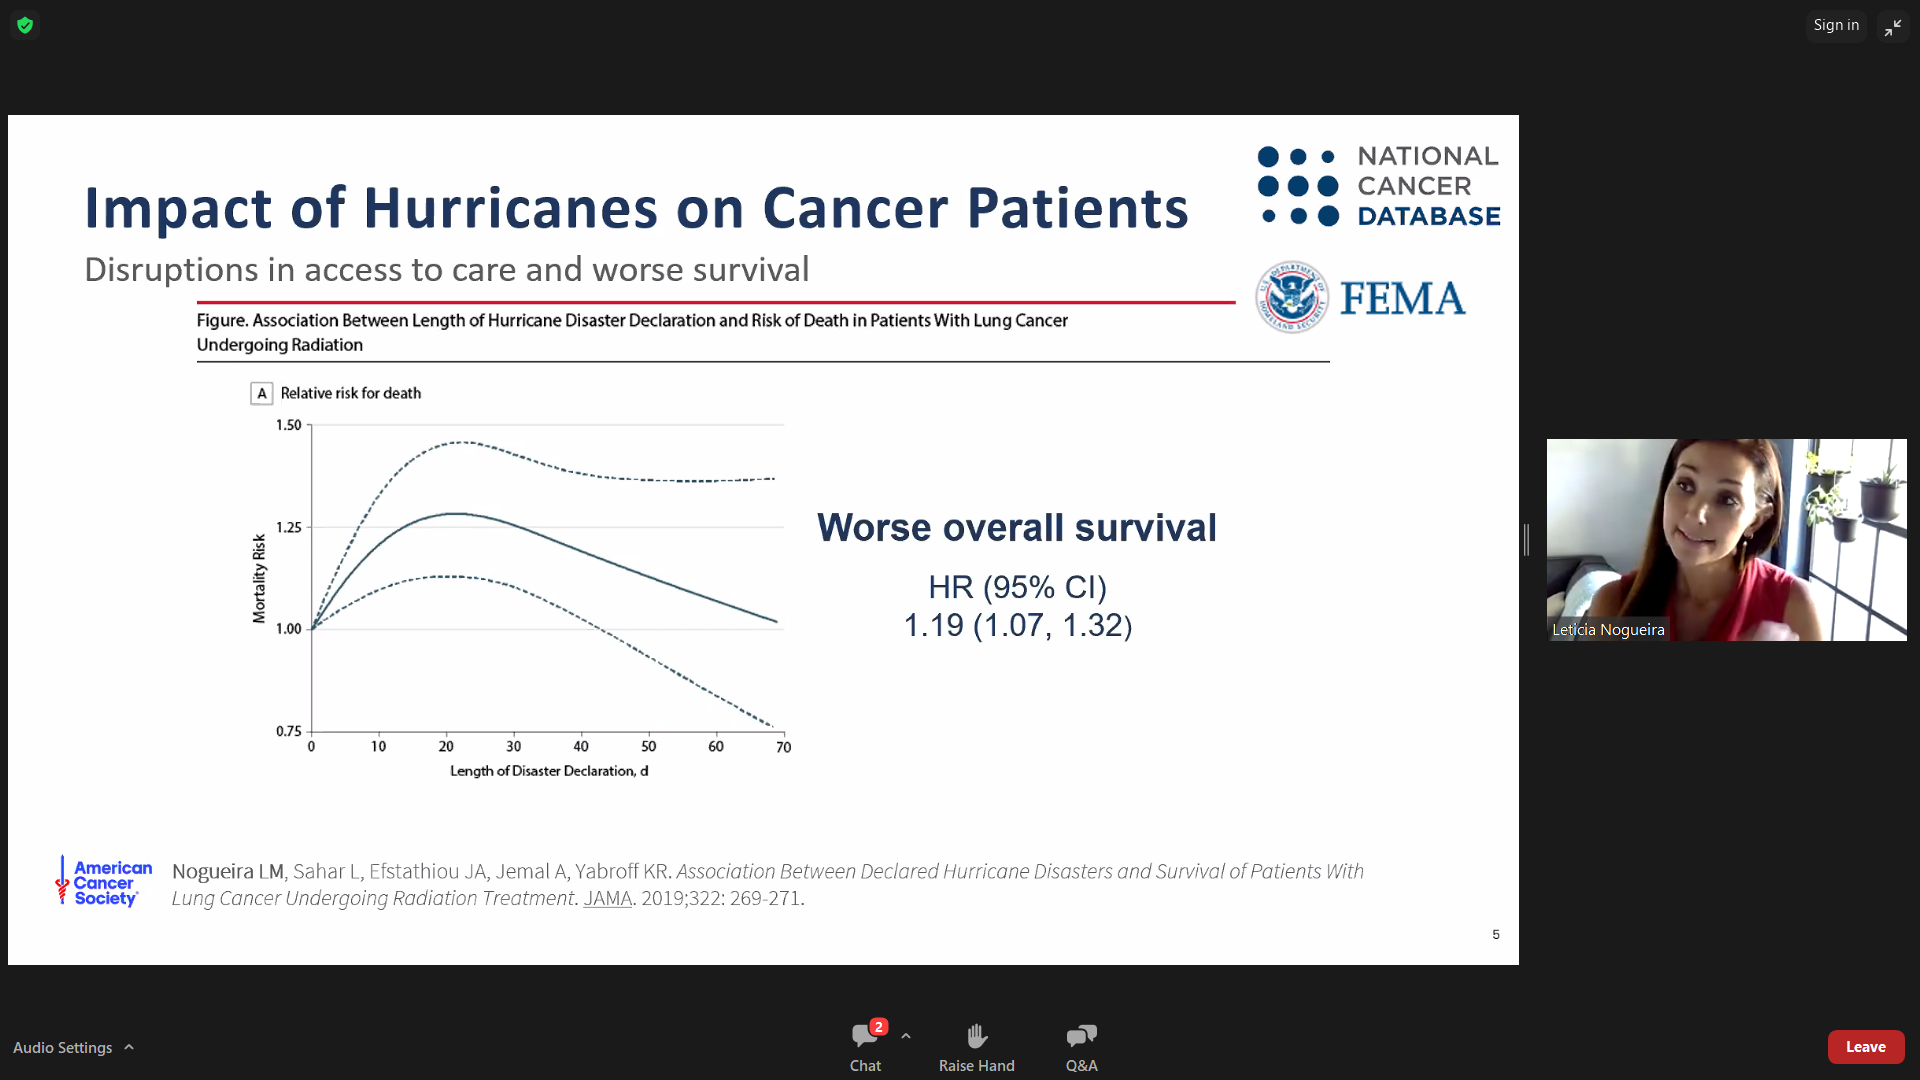 Sign in
Impact of Hurricanes on Cancer Patients
Disruptions in access to care and worse survival
NATIONAL
CANCER
DATABASE
FEMA
Figure. Association Between Length of Hurricane Disaster Declaration and Risk of Death in Patients With Lung Cancer
Undergoing Radiation
A Relative risk for death
1.50
1.25
1.00
0.75
Mortality Risk
0 10 20 30 40 50 60 70
Length of Disaster Declaration, d
Worse overall survival
HR (95% CI)
1.19 (1.07, 1.32)
Leticia Nogueira
American
Cancer
Society
Nogueira LM, Sahar L, Efstathiou JA, Jemal A, Yabroff KR. Association Between Declared Hurricane Disasters and Survival of Patients With
Lung Cancer Undergoing Radiation Treatment. JAMA. 2019;322: 269-271.
5
Audio Settings
2
Chat
Raise Hand
Q&A
Leave